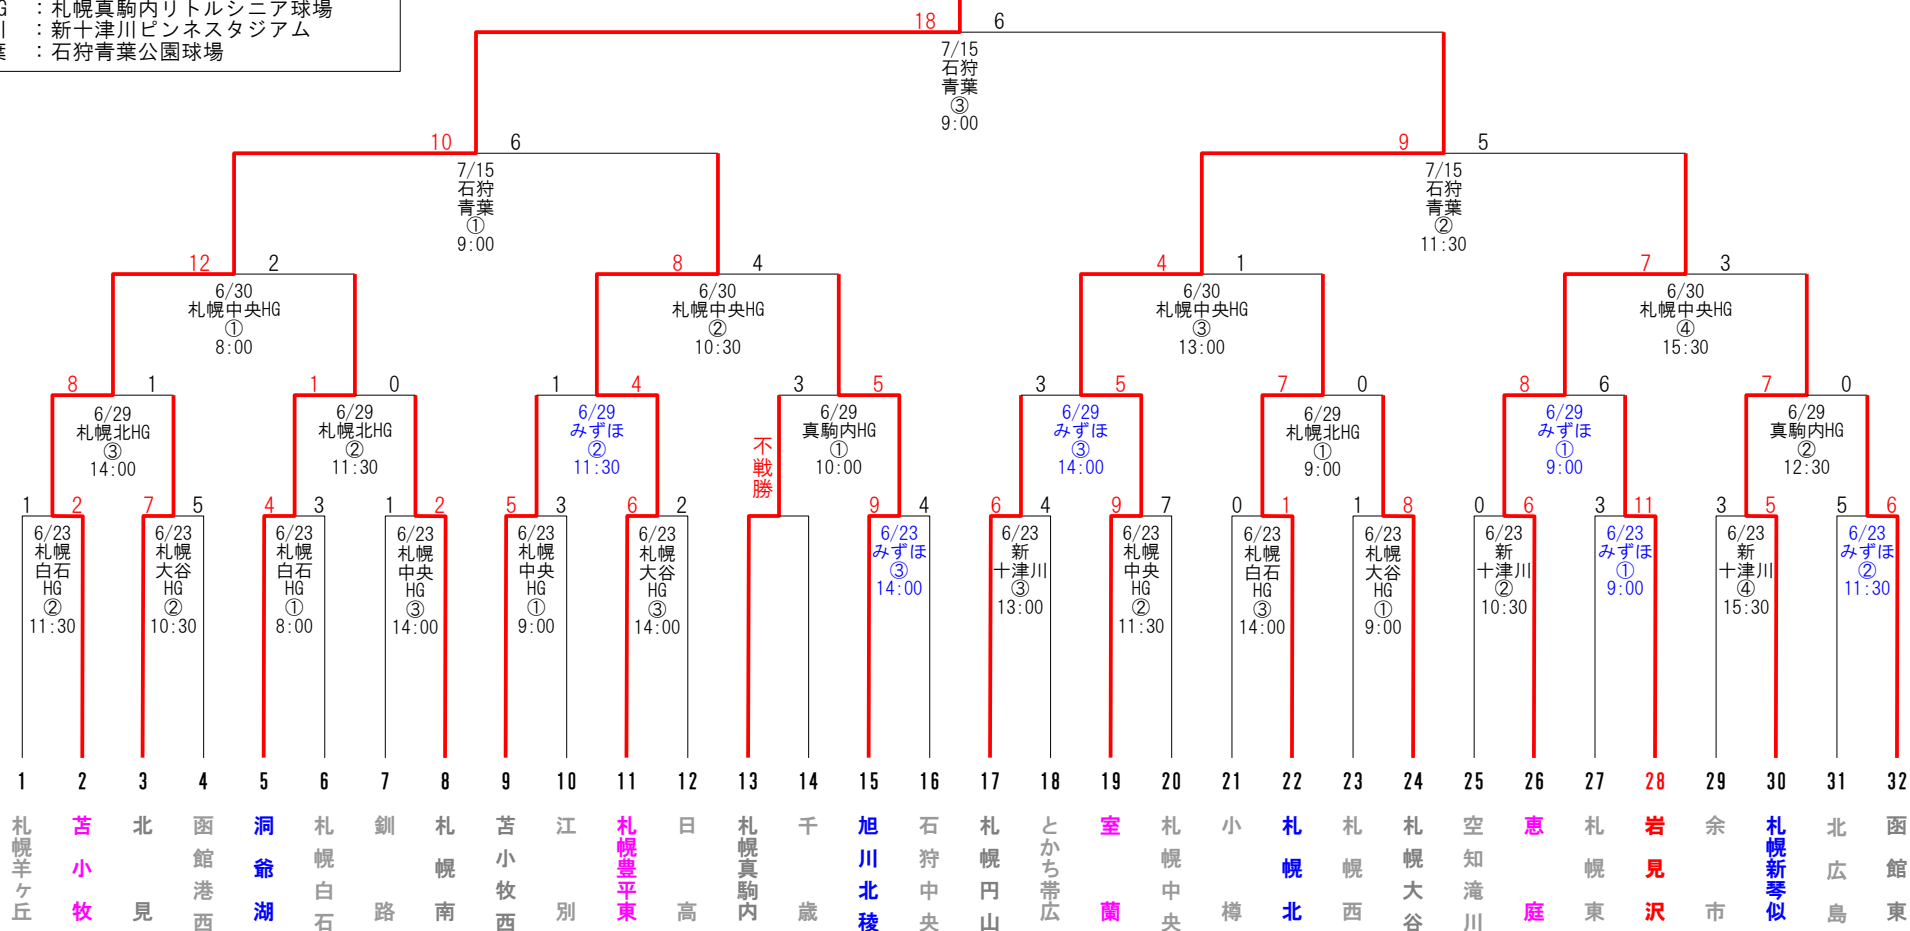 G ：札幌真駒内リトルシニア球場
川 ：新十津川ピンネスタジアム
葉 ：石狩青葉公園球場
18 6
7/15
石狩
青葉
③
9:00
10 6
7/15
石狩
青葉
①
9:00
9 5
7/15
石狩
青葉
②
11:30
12 2
6/30
札幌中央HG
①
8:00
8 4
6/30
札幌中央HG
②
10:30
4 1
6/30
札幌中央HG
③
13:00
7 3
6/30
札幌中央HG
④
15:30
8 1
6/29
札幌北HG
③
14:00
1 0
6/29
札幌北HG
②
11:30
1 4
6/29
みずほ
②
11:30
3 5
6/29
真駒内HG
①
10:00
不戦勝
3 5
6/29
みずほ
③
14:00
7 0
6/29
札幌北HG
①
9:00
8 6
6/29
みずほ
①
9:00
7 0
6/29
真駒内HG
②
12:30
1 2
6/23
札幌
白石
HG
②
11:30
7 5
6/23
札幌
大谷
HG
②
10:30
4 3
6/23
札幌
白石
HG
①
8:00
1 2
6/23
札幌
中央
HG
③
14:00
5 3
6/23
札幌
中央
HG
①
9:00
6 2
6/23
札幌
大谷
HG
③
14:00
9 4
6/23
みずほ
③
14:00
6 4
6/23
新
十津川
③
13:00
9 7
6/23
札幌
中央
HG
②
11:30
0 1
6/23
札幌
白石
HG
③
14:00
1 8
6/23
札幌
大谷
HG
①
9:00
0 6
6/23
新
十津川
②
10:30
3 11
6/23
みずほ
①
9:00
3 5
6/23
新
十津川
④
15:30
5 6
6/23
みずほ
②
11:30
1 2 3 4 5 6 7 8 9 10 11 12 13 14 15 16 17 18 19 20 21 22 23 24 25 26 27 28 29 30 31 32
札幌羊ヶ丘
苫小牧
北見
函館港西
洞爺湖
札幌白石
釧路
札幌南
苫小牧西
江別
札幌豊平東
日高
札幌真駒内
千歳
旭川北稜
石狩中央
札幌円山
とかち帯広
室蘭
札幌中央
小樽
札幌北
札幌西
札幌大谷
空知滝川
恵庭
札幌東
岩見沢
余市
札幌新琴似
北広島
函館東